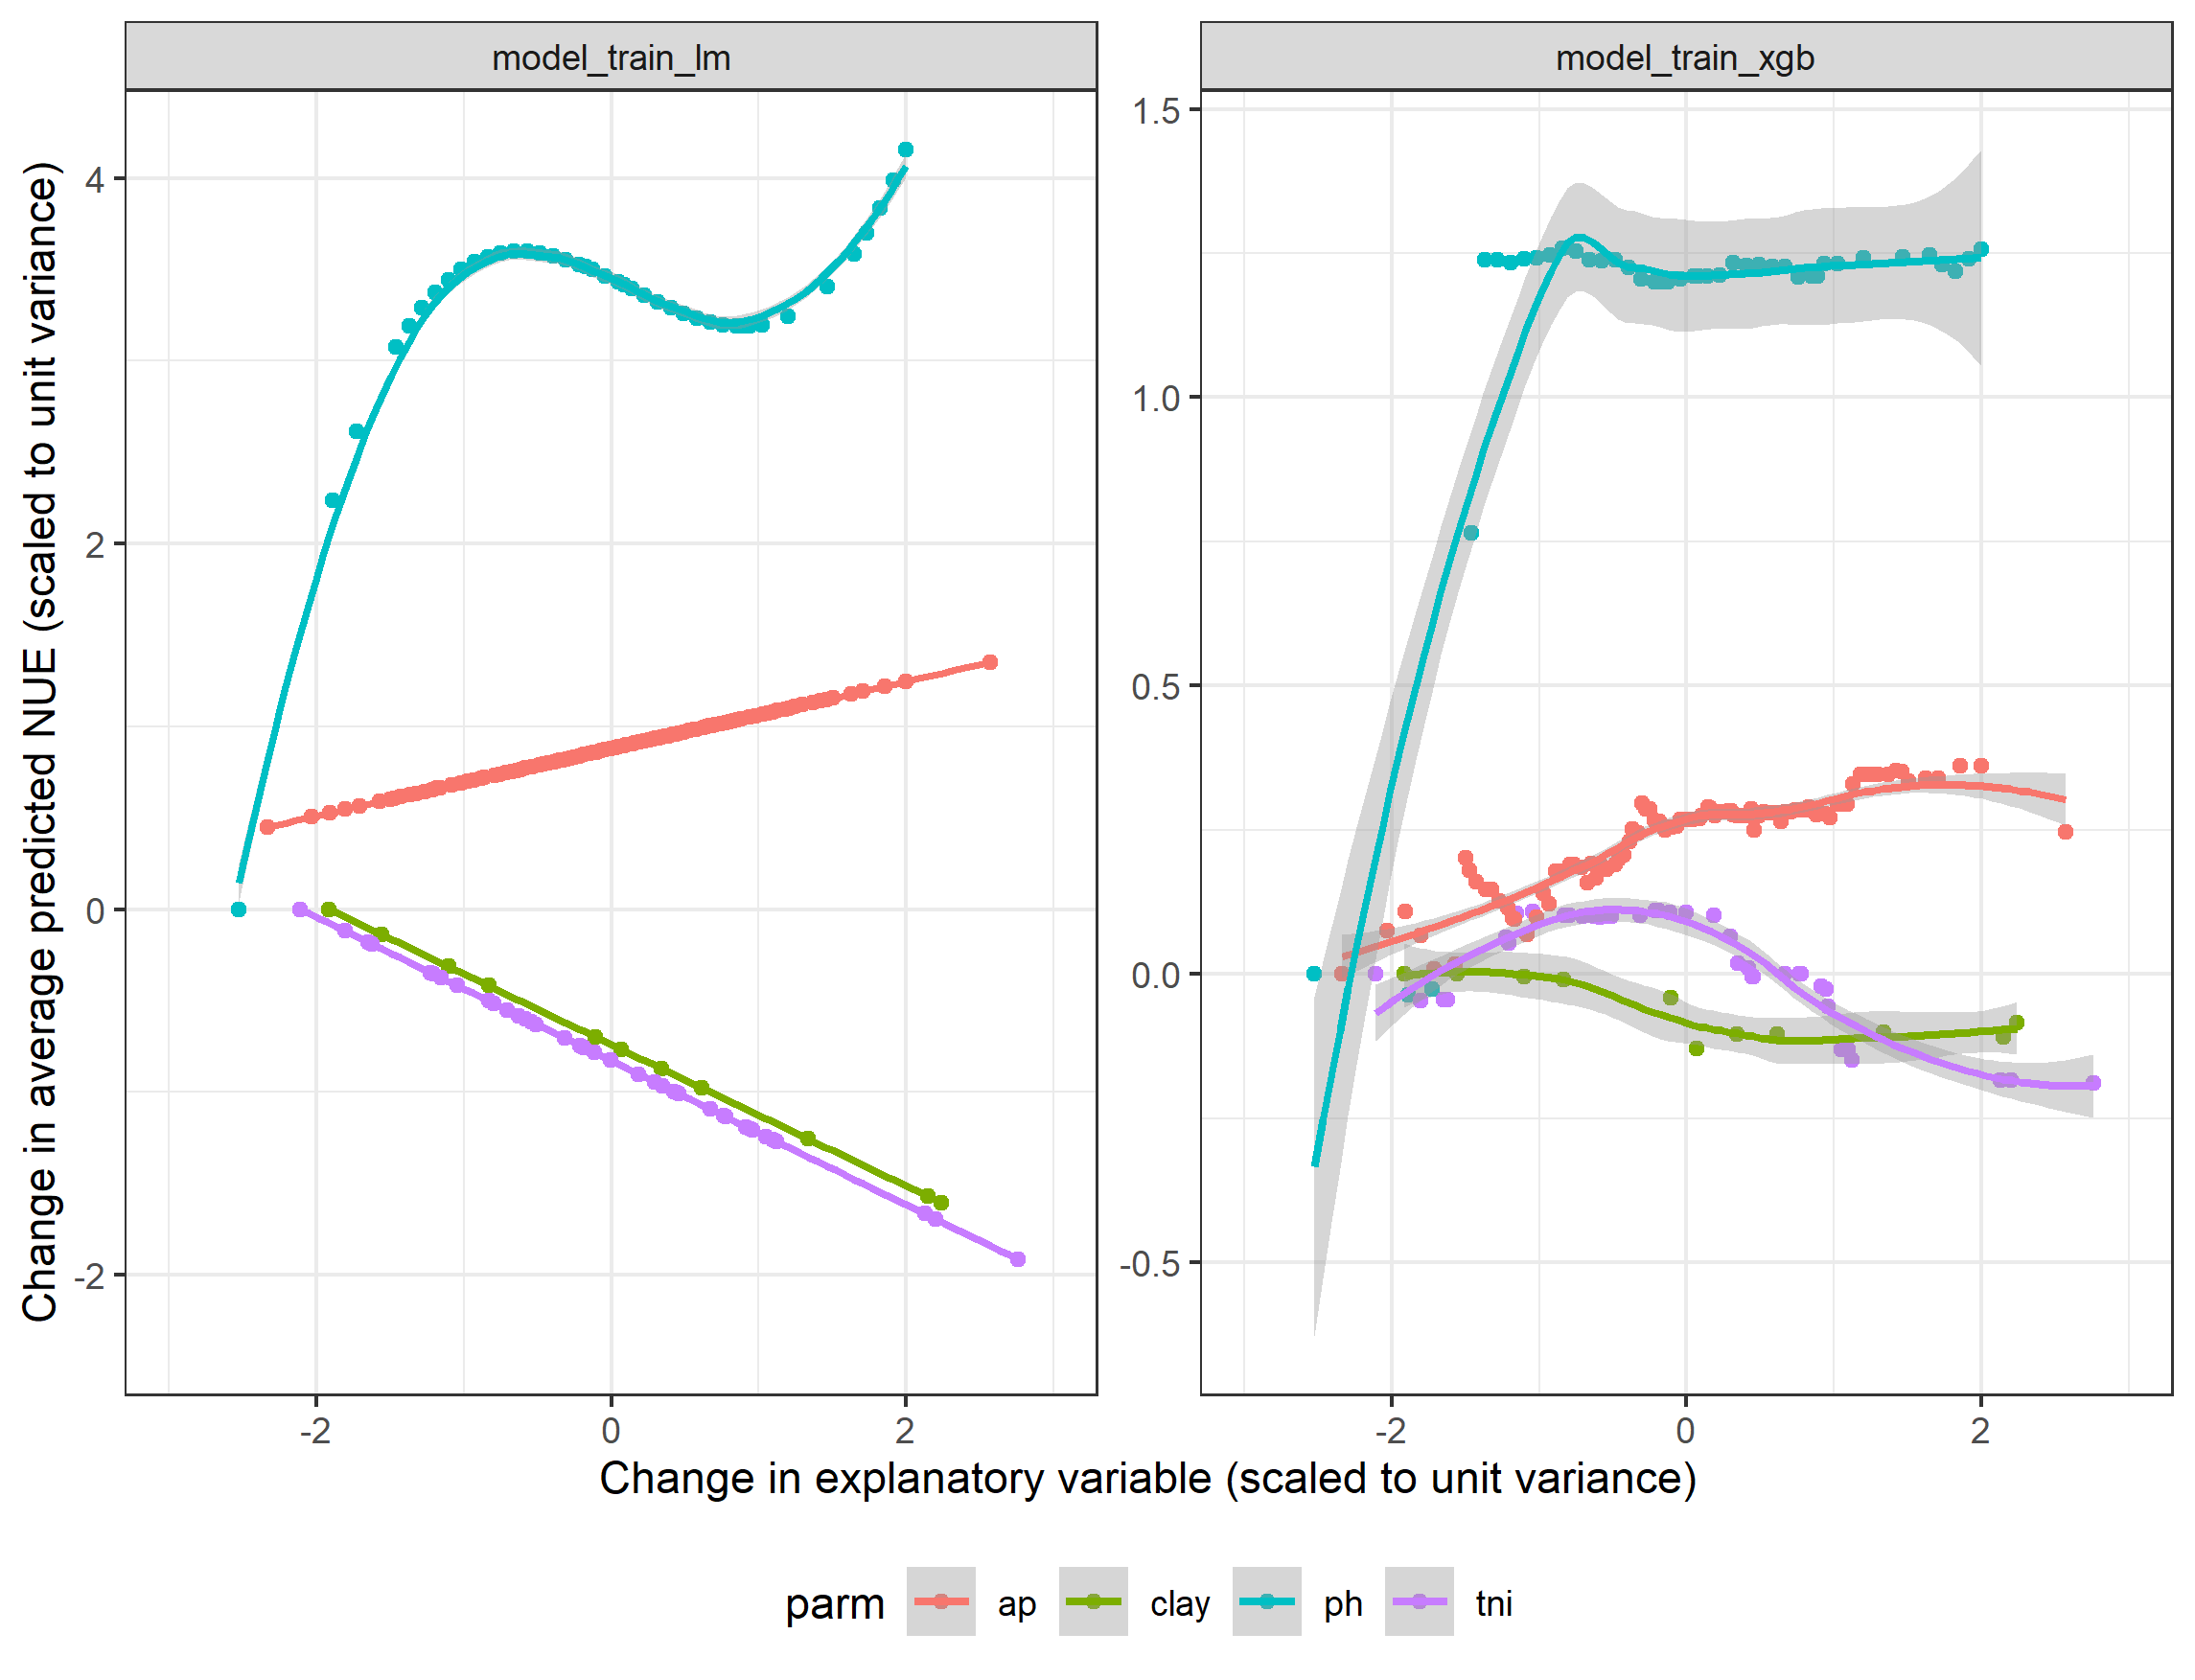 model_train_lm
model_train_xgb
Change in average predicted NUE (scaled to unit variance)
4
2
0
-2
1.5
1.0
0.5
0.0
-0.5
-2 0 2
-2 0 2
Change in explanatory variable (scaled to unit variance)
parm ap clay ph tni